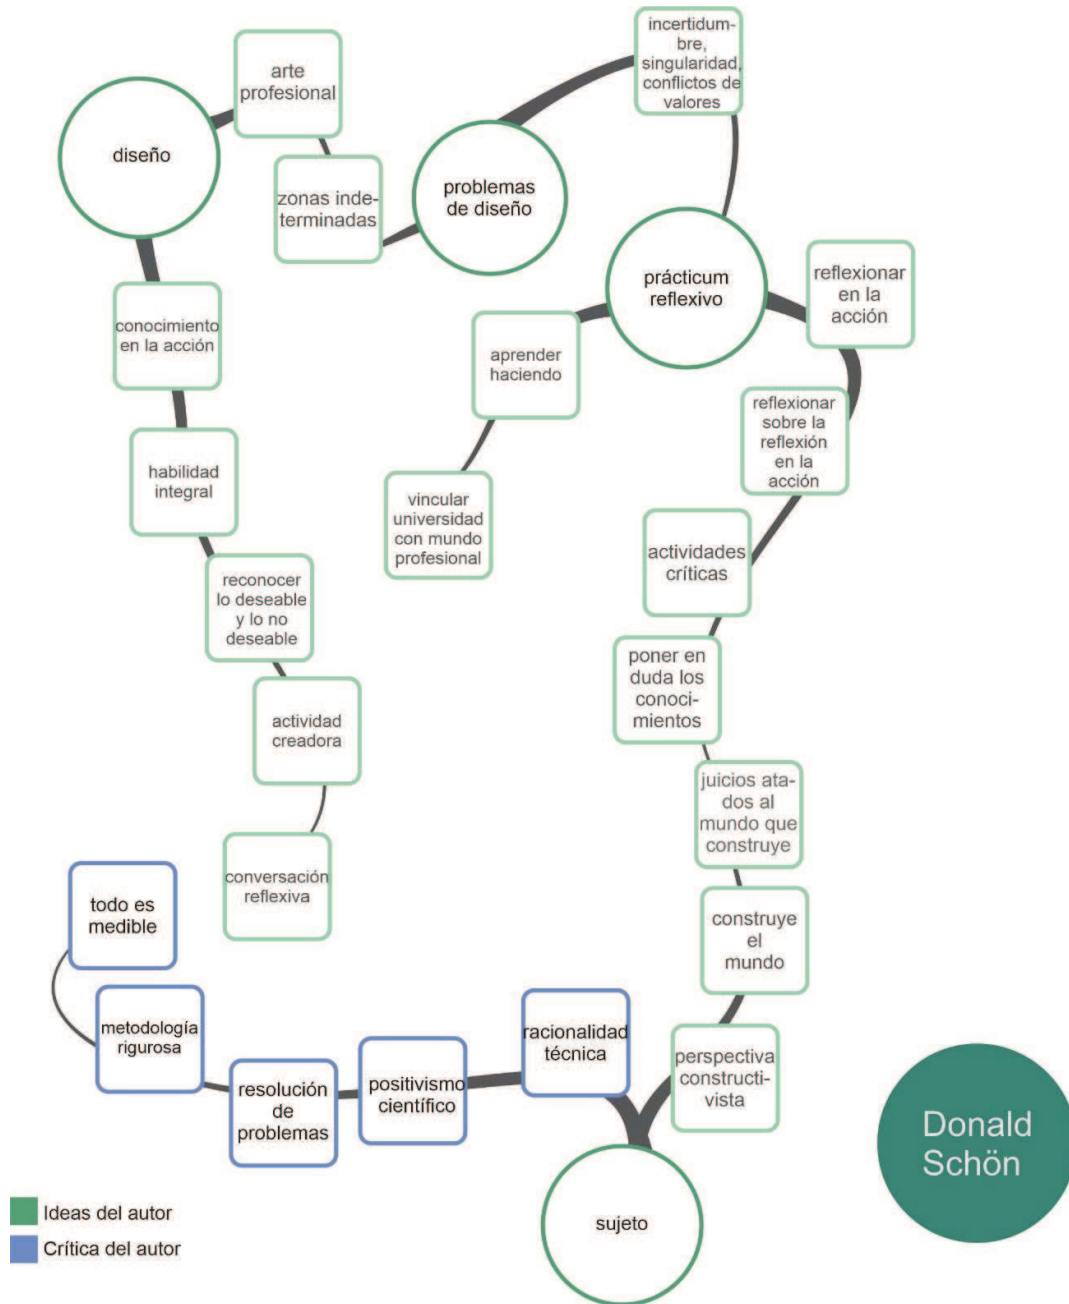 incertidum-
bre,
singularidad,
conflictos de
valores
arte
profesional
diseño
zonas inde-
terminadas
problemas
de diseño
prácticum
reflexivo
reflexionar
en la
acción
conocimiento
en la acción
aprender
haciendo
reflexionar
sobre la
reflexión
en la
acción
habilidad
integral
vincular
universidad
con mundo
profesional
actividades
críticas
reconocer
lo deseable
y lo no
deseable
poner en
duda los
conoci-
mientos
actividad
creadora
juicios ata-
dos al
mundo que
construye
conversación
reflexiva
todo es
medible
construye
el
mundo
metodología
rigurosa
racionalidad
técnica
resolución
de
problemas
positivismo
científico
perspectiva
constructi-
vista
Donald
Schön
sujeto
Ideas del autor
Crítica del autor